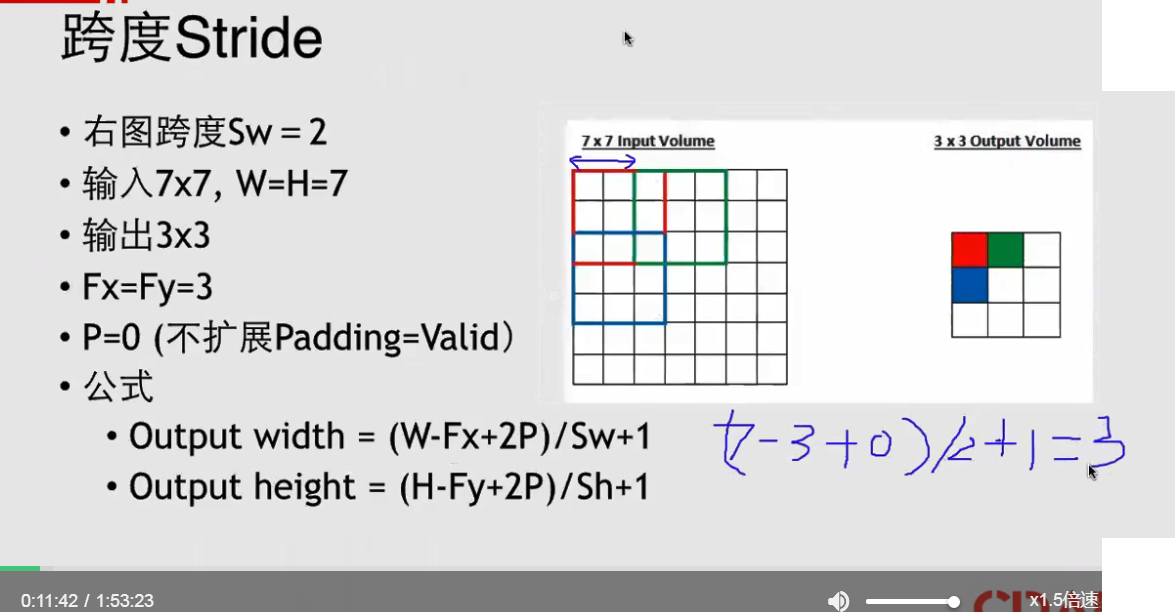 跨度Stride
• 右图跨度Sw = 2
• 输入7x7, W=H=7
• 输出3x3
• Fx=Fy=3
• P=0 (不扩展Padding=Valid）
• 公式
• Output width = (W-Fx+2P)/Sw+1
• Output height = (H-Fy+2P)/Sh+1
7 x 7 Input Volume
3 x 3 Output Volume
(7-3+0)/2+1=3
0:11:42 / 1:53:23
x1.5倍速